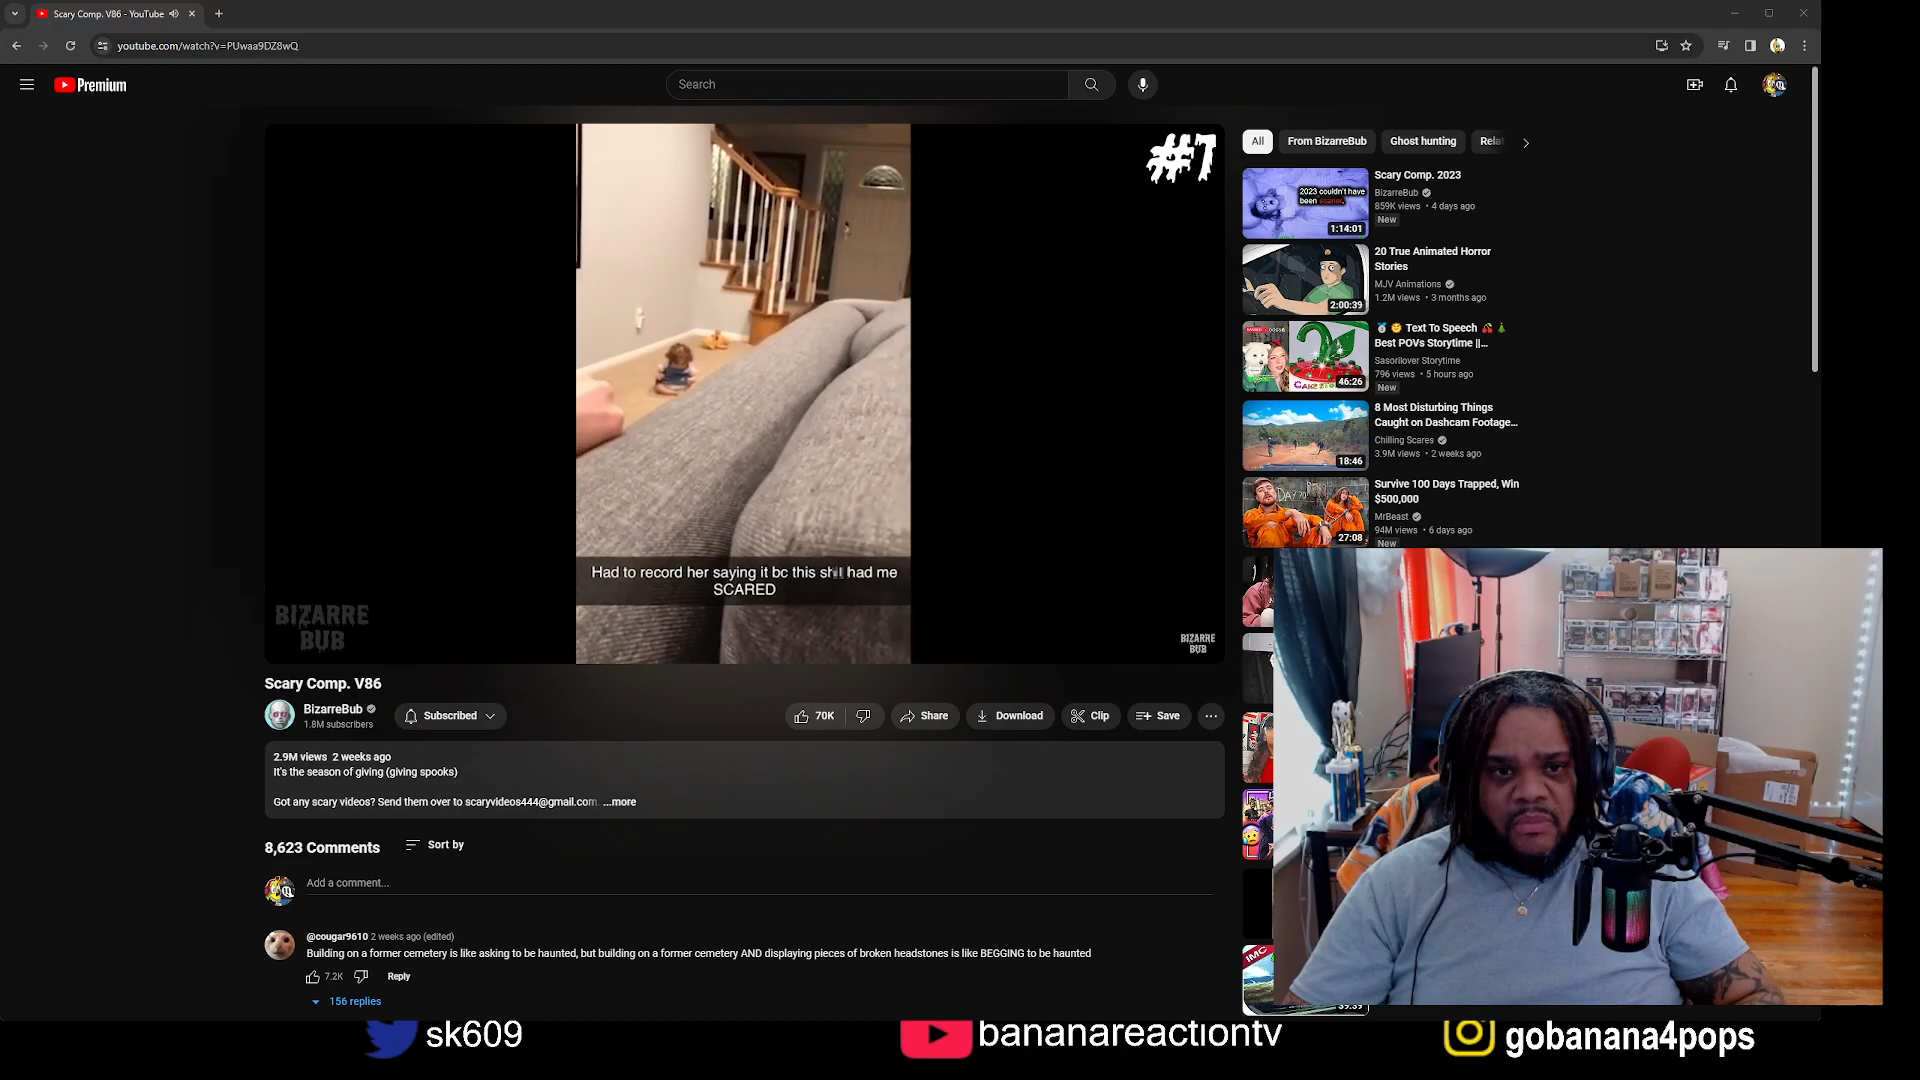 Scary Comp. V86 - YouTube
youtube.com/watch?v=PUwaa9DZ8wQ
Premium
Search
#7
Had to record her saying it bc this shit had me
SCARED
BIZARRE
BUB
BIZARRE
BUB
Scary Comp. V86
BizarreBub
1.8M subscribers
Subscribed
70K
Share
Download
Clip
Save
2.9M views 2 weeks ago
It's the season of giving (giving spooks)
Got any scary videos? Send them over to scaryvideos444@gmail.com. ...more
8,623 Comments
Sort by
Add a comment...
@cougar9610 2 weeks ago (edited)
Building on a former cemetery is like asking to be haunted, but building on a former cemetery AND displaying pieces of broken headstones is like BEGGING to be haunted
7.2K
Reply
156 replies
All
From BizarreBub
Ghost hunting
Rela
2023 couldn't have
been scarier.
1:14:01
Scary Comp. 2023
BizarreBub
859K views • 4 days ago
New
2:00:39
20 True Animated Horror
Stories
MJV Animations
1.2M views • 3 months ago
46:26
Text To Speech
Best POVs Storytime ||...
Sasorilover Storytime
796 views • 5 hours ago
New
18:46
8 Most Disturbing Things
Caught on Dashcam Footage...
Chilling Scares
3.9M views • 2 weeks ago
27:08
Survive 100 Days Trapped, Win
$500,000
MrBeast
94M views • 6 days ago
New
IMC
39:39
sk609
bananareactiontv
gobanana4pops